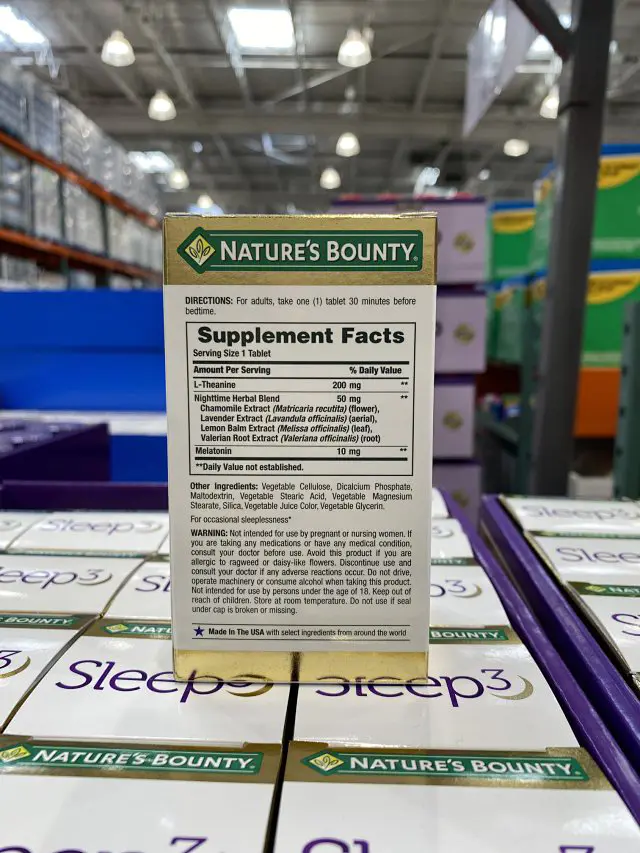 NATURE'S BOUNTY®
DIRECTIONS: For adults, take one (1) tablet 30 minutes before
bedtime.
Supplement Facts
Serving Size 1 Tablet
Amount Per Serving % Daily Value
L-Theanine 200 mg **
Nighttime Herbal Blend 50 mg **
Chamomile Extract (Matricaria recutita) (flower),
Lavender Extract (Lavandula officinalis) (aerial),
Lemon Balm Extract (Melissa officinalis) (leaf),
Valerian Root Extract (Valeriana officinalis) (root)
Melatonin 10 mg **
**Daily Value not established.
Other Ingredients: Vegetable Cellulose, Dicalcium Phosphate,
Maltodextrin, Vegetable Stearic Acid, Vegetable Magnesium
Stearate, Silica, Vegetable Juice Color, Vegetable Glycerin.
For occasional sleeplessness*
WARNING: Not intended for use by pregnant or nursing women. If
you are taking any medications or have any medical condition,
consult your doctor before use. Avoid this product if you are
allergic to ragweed or daisy-like flowers. Discontinue use and
consult your doctor if any adverse reactions occur. Do not drive,
operate machinery or consume alcohol when taking this product.
Not intended for use by persons under the age of 18. Keep out of
reach of children. Store at room temperature. Do not use if seal
under cap is broken or missing.
Made In The USA with select ingredients from around the world
Sleep3
Sleep3
Sleep3
BOUNTY
BOUNTY
Sleep3
Sleep3
NATURE'S BOUNTY.
NATURE'S BOUNTY.